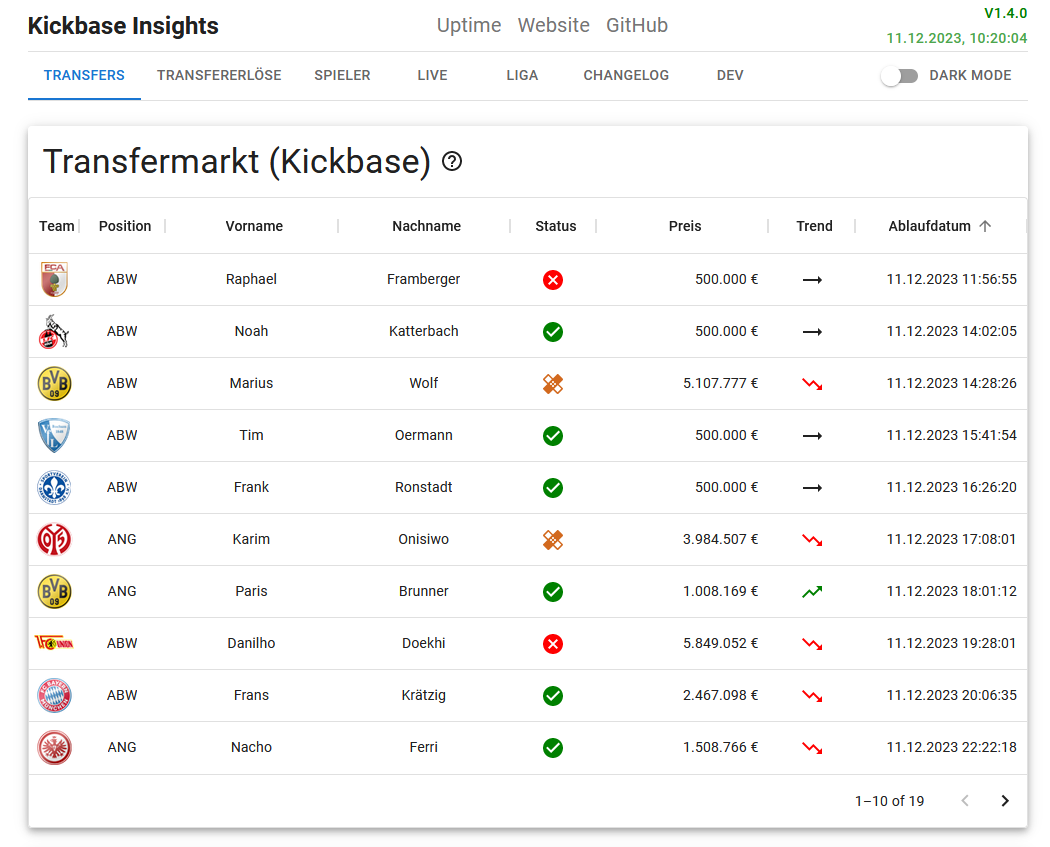 Kickbase Insights Uptime Website GitHub V1.4.0
11.12.2023, 10:20:04
TRANSFERS TRANSFERERLÖSE SPIELER LIVE LIGA CHANGELOG DEV DARK MODE
Transfermarkt (Kickbase)
Team Position Vorname Nachname Status Preis Trend Ablaufdatum
ABW Raphael Framberger 500.000 € 11.12.2023 11:56:55
ABW Noah Katterbach 500.000 € 11.12.2023 14:02:05
BVB 09 ABW Marius Wolf 5.107.777 € 11.12.2023 14:28:26
ABW Tim Oermann 500.000 € 11.12.2023 15:41:54
ABW Frank Ronstadt 500.000 € 11.12.2023 16:26:20
ANG Karim Onisiwo 3.984.507 € 11.12.2023 17:08:01
BVB 09 ANG Paris Brunner 1.008.169 € 11.12.2023 18:01:12
ABW Danilho Doekhi 5.849.052 € 11.12.2023 19:28:01
ABW Frans Krätzig 2.467.098 € 11.12.2023 20:06:35
ANG Nacho Ferri 1.508.766 € 11.12.2023 22:22:18
1–10 of 19